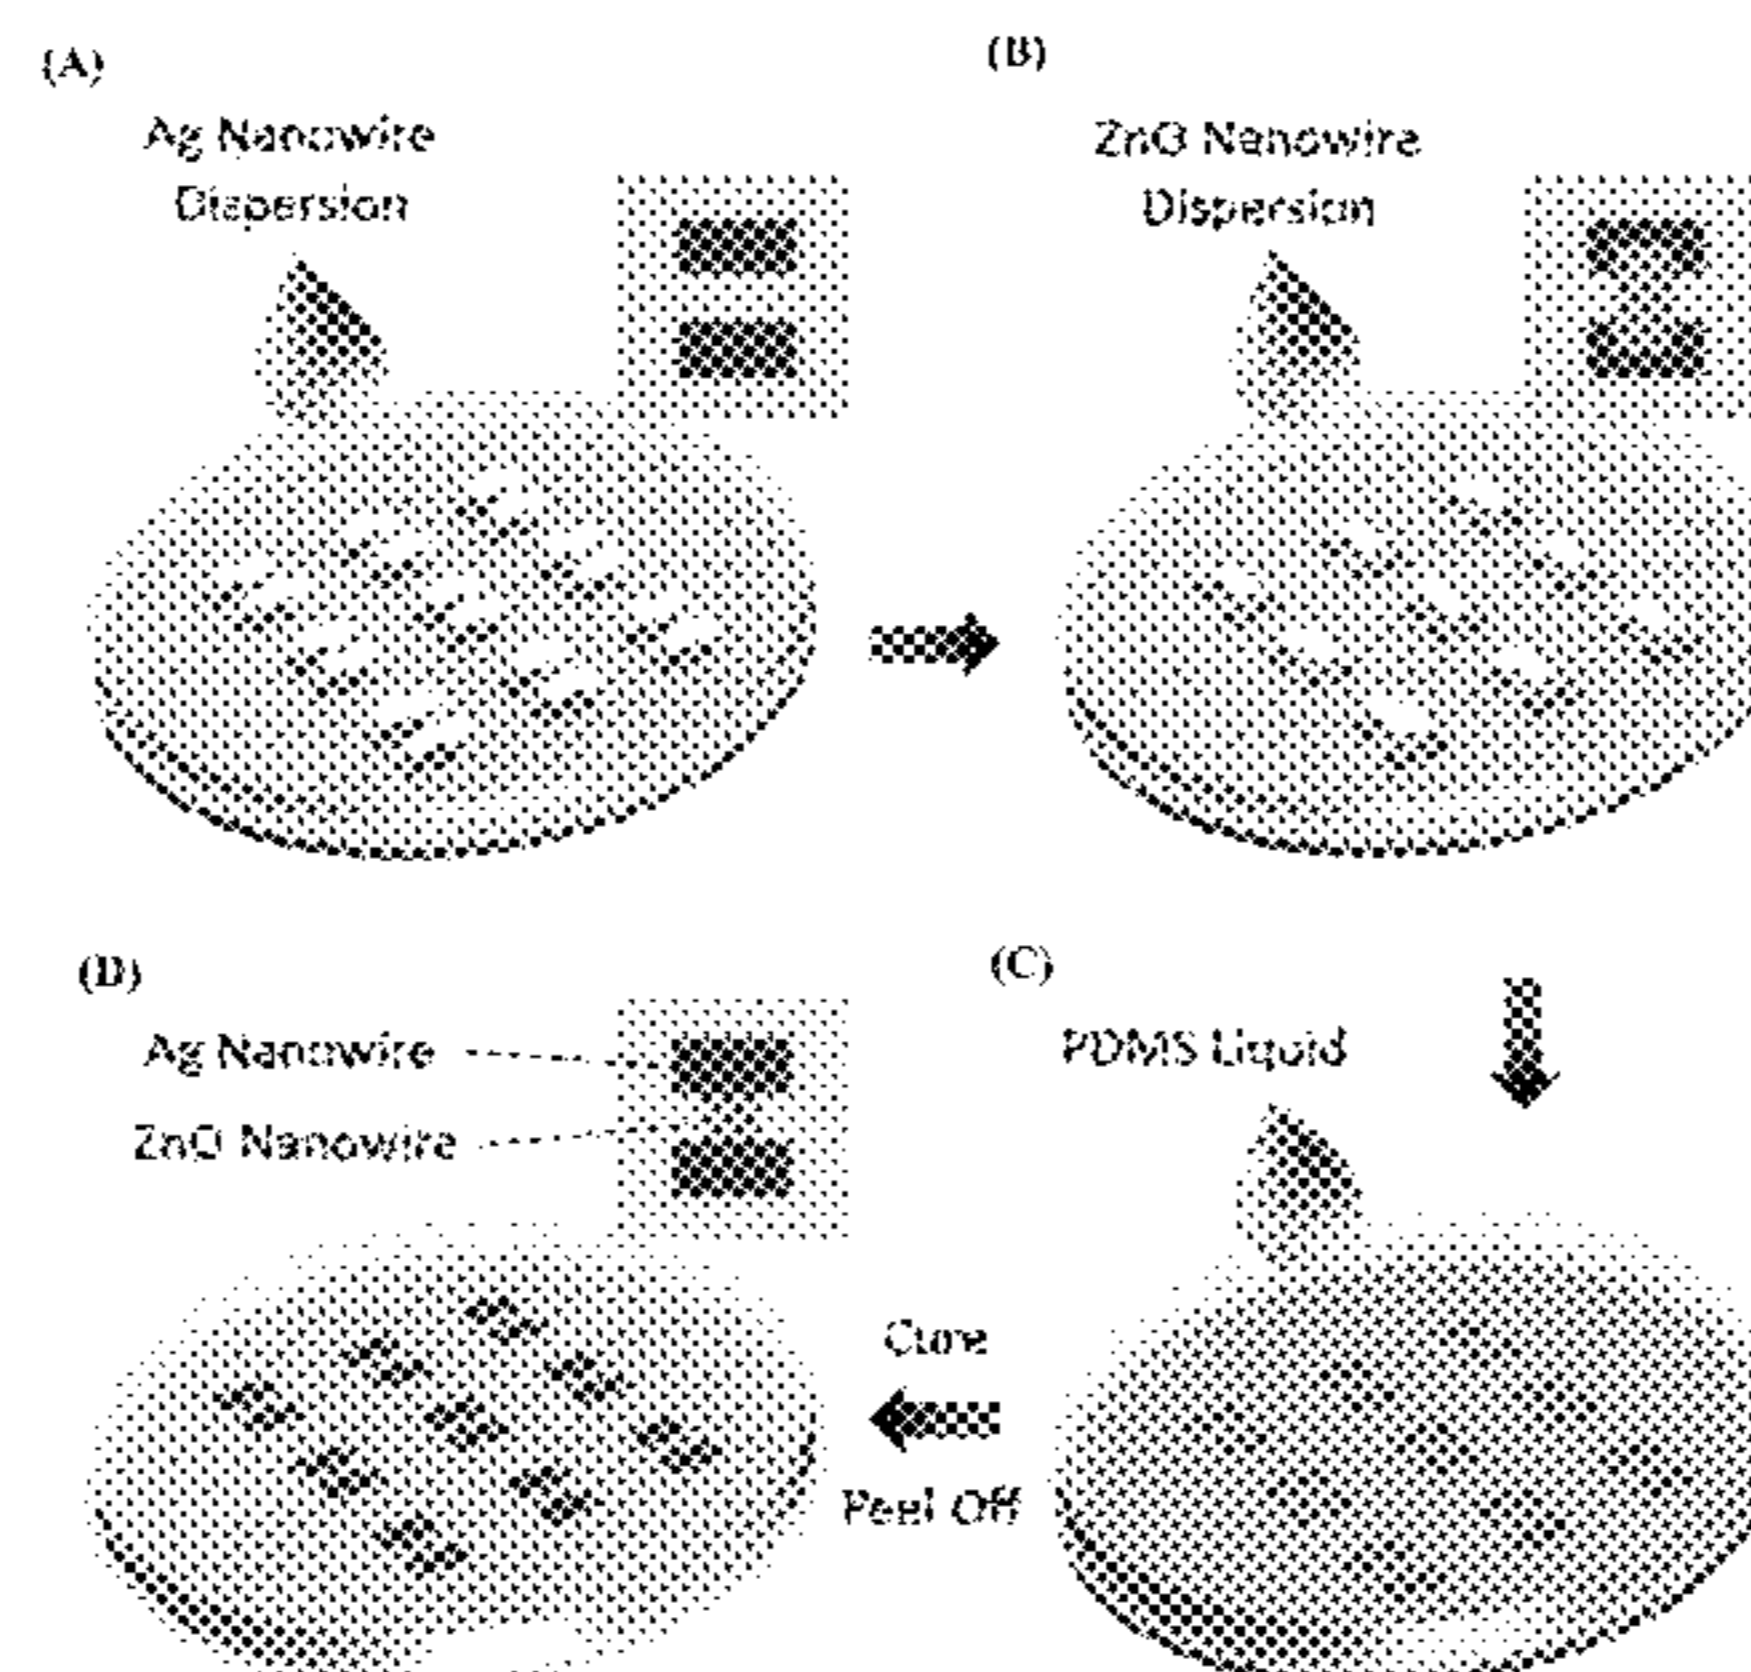 (A)
Ag Nanowire
Dispersion
(B)
ZnO Nanowire
Dispersion
(D)
Ag Nanowire
ZnO Nanowire
(C)
PDMS Liquid
Cure
Peel Off